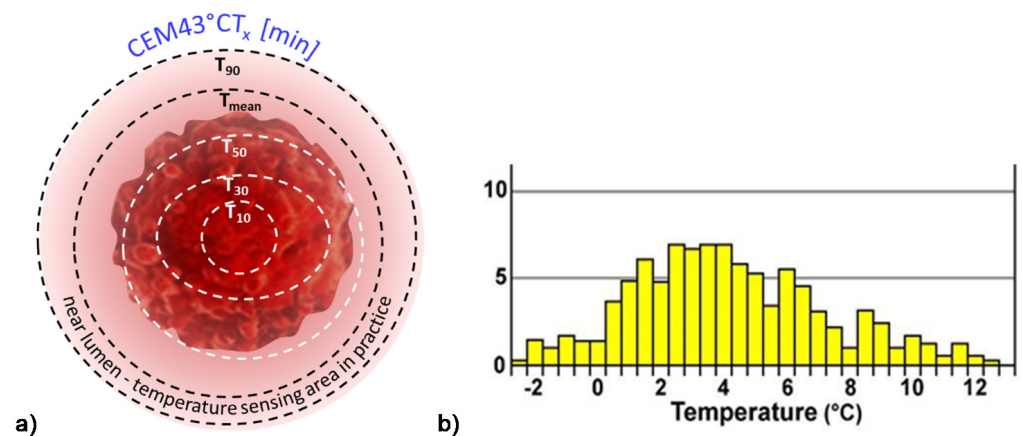 CEM43°CTx [min]
T90
Tmean
T50
T30
T10
near lumen - temperature sensing area in practice
a)
10
5
0
-2 0 2 4 6 8 10 12
Temperature (°C)
b)